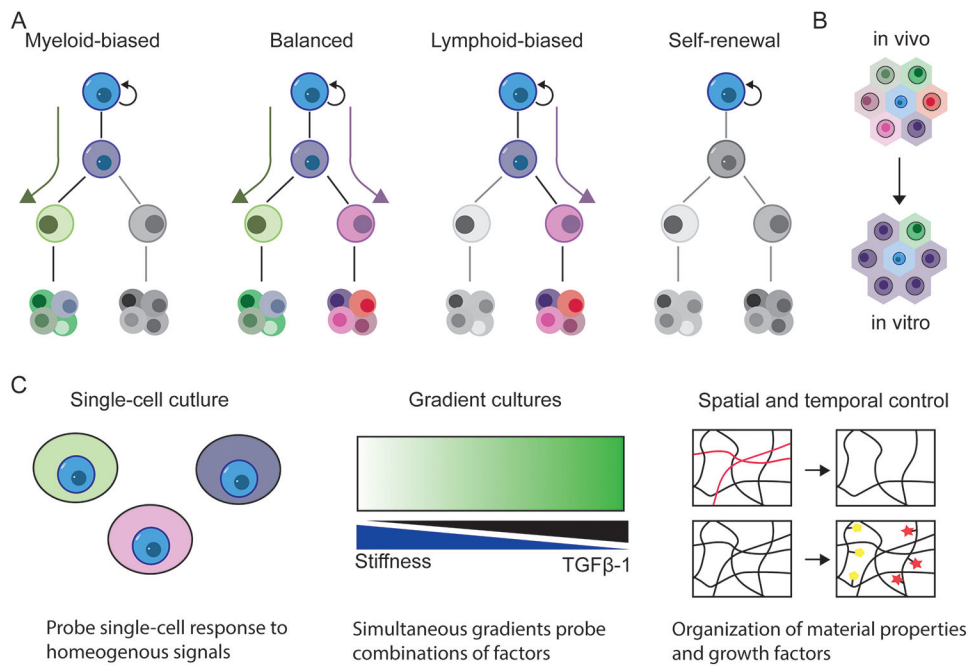 A
Myeloid-biased
Balanced
Lymphoid-biased
Self-renewal
B
in vivo
in vitro
C
Single-cell cutlure
Gradient cultures
Spatial and temporal control
Stiffness
TGFβ-1
Probe single-cell response to
homeogenous signals
Simultaneous gradients probe
combinations of factors
Organization of material properties
and growth factors